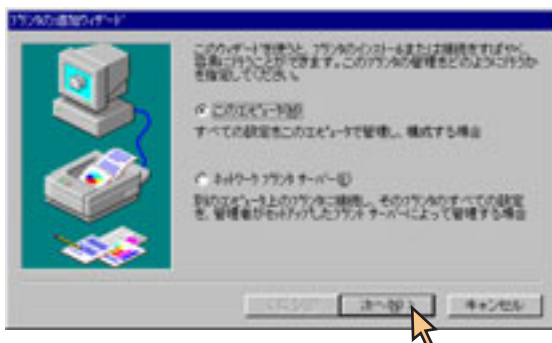 プリンタの追加ウィザード
このウィザードを使うと、プリンタのインストールまたは接続をすばやく、
容易に行うことができます。このプリンタの管理をどのように行うか
を指定してください。
このコンピュータ(M)
すべての設定をこのコンピュータで管理し、構成する場合
ネットワーク プリンタ サーバー(E)
別のコンピュータ上のプリンタに接続し、そのプリンタのすべての設定
を、管理者がセットアップしたプリント サーバーによって管理する場合
< 戻る(B)
次へ(N) >
キャンセル